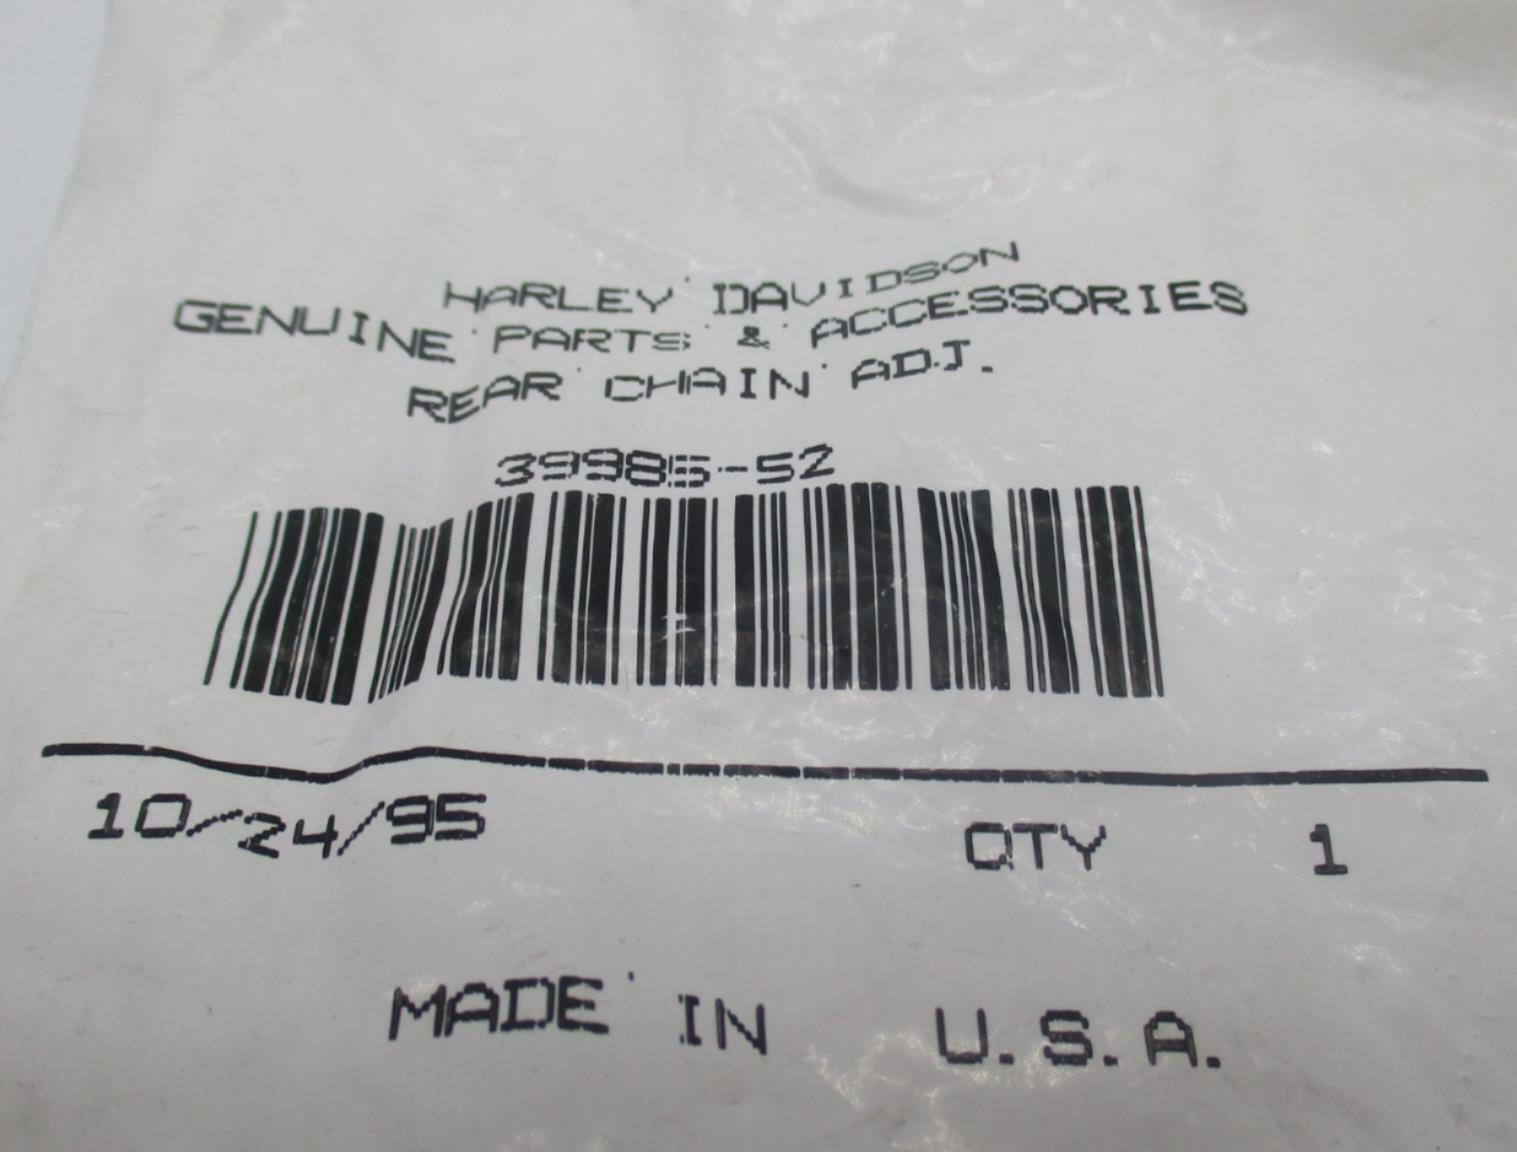 HARLEY DAVIDSON
GENUINE PARTS & ACCESSORIES
REAR CHAIN ADJ.
39985-52
10/24/95 QTY 1
MADE IN U.S.A.